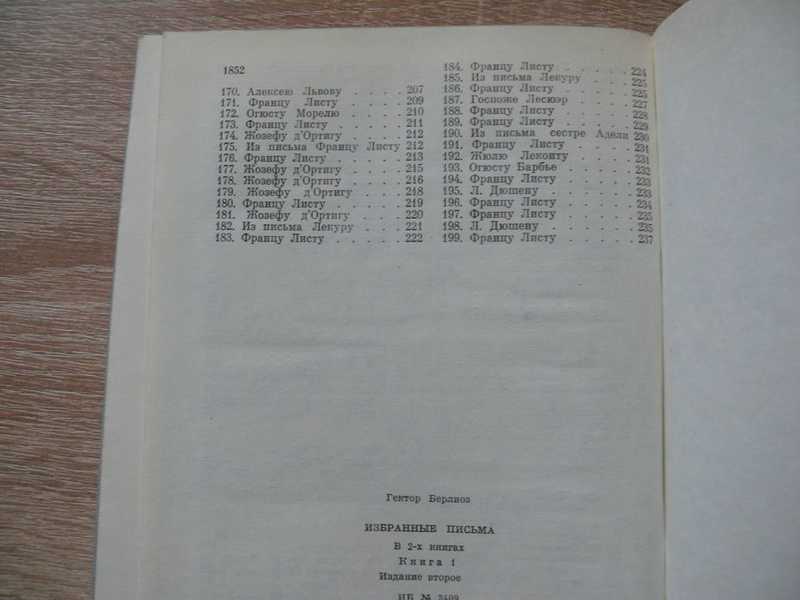 1852
170. Алексею Львову . . . . 207
171. Францу Листу . . . . 209
172. Огюсту Морелю . . . . 210
173. Францу Листу . . . . . 211
174. Жозефу д'Ортигу . . . . 212
175. Из письма Францу Листу 212
176. Францу Листу . . . . . 213
177. Жозефу д'Ортигу . . . . 215
178. Жозефу д'Ортигу . . . . 216
179. Жозефу д'Ортигу . . . 218
180. Францу Листу . . . . . 219
181. Жозефу д'Ортигу . . . 220
182. Из письма Лекуру . . . . 221
183. Францу Листу . . . . . 222
184. Францу Листу . . . . . 224
185. Из письма Лекуру . . . . 225
186. Францу Листу . . . . . 225
187. Госпоже Лесюэр . . . . 227
188. Францу Листу . . . . . 228
189. Францу Листу . . . . . 229
190. Из письма сестре Адели 230
191. Францу Листу . . . . 231
192. Жюлю Леконту . . . . 231
193. Огюсту Барбье . . . . 232
194. Францу Листу . . . . . 233
195. Л. Дюшену . . . . . . 233
196. Францу Листу . . . . . 234
197. Францу Листу . . . . . 235
198. Л. Дюшену . . . . . . 235
199. Францу Листу . . . . . 237
Гектор Берлиоз
ИЗБРАННЫЕ ПИСЬМА
В 2-х книгах
Книга 1
Издание второе
ИБ № 2409